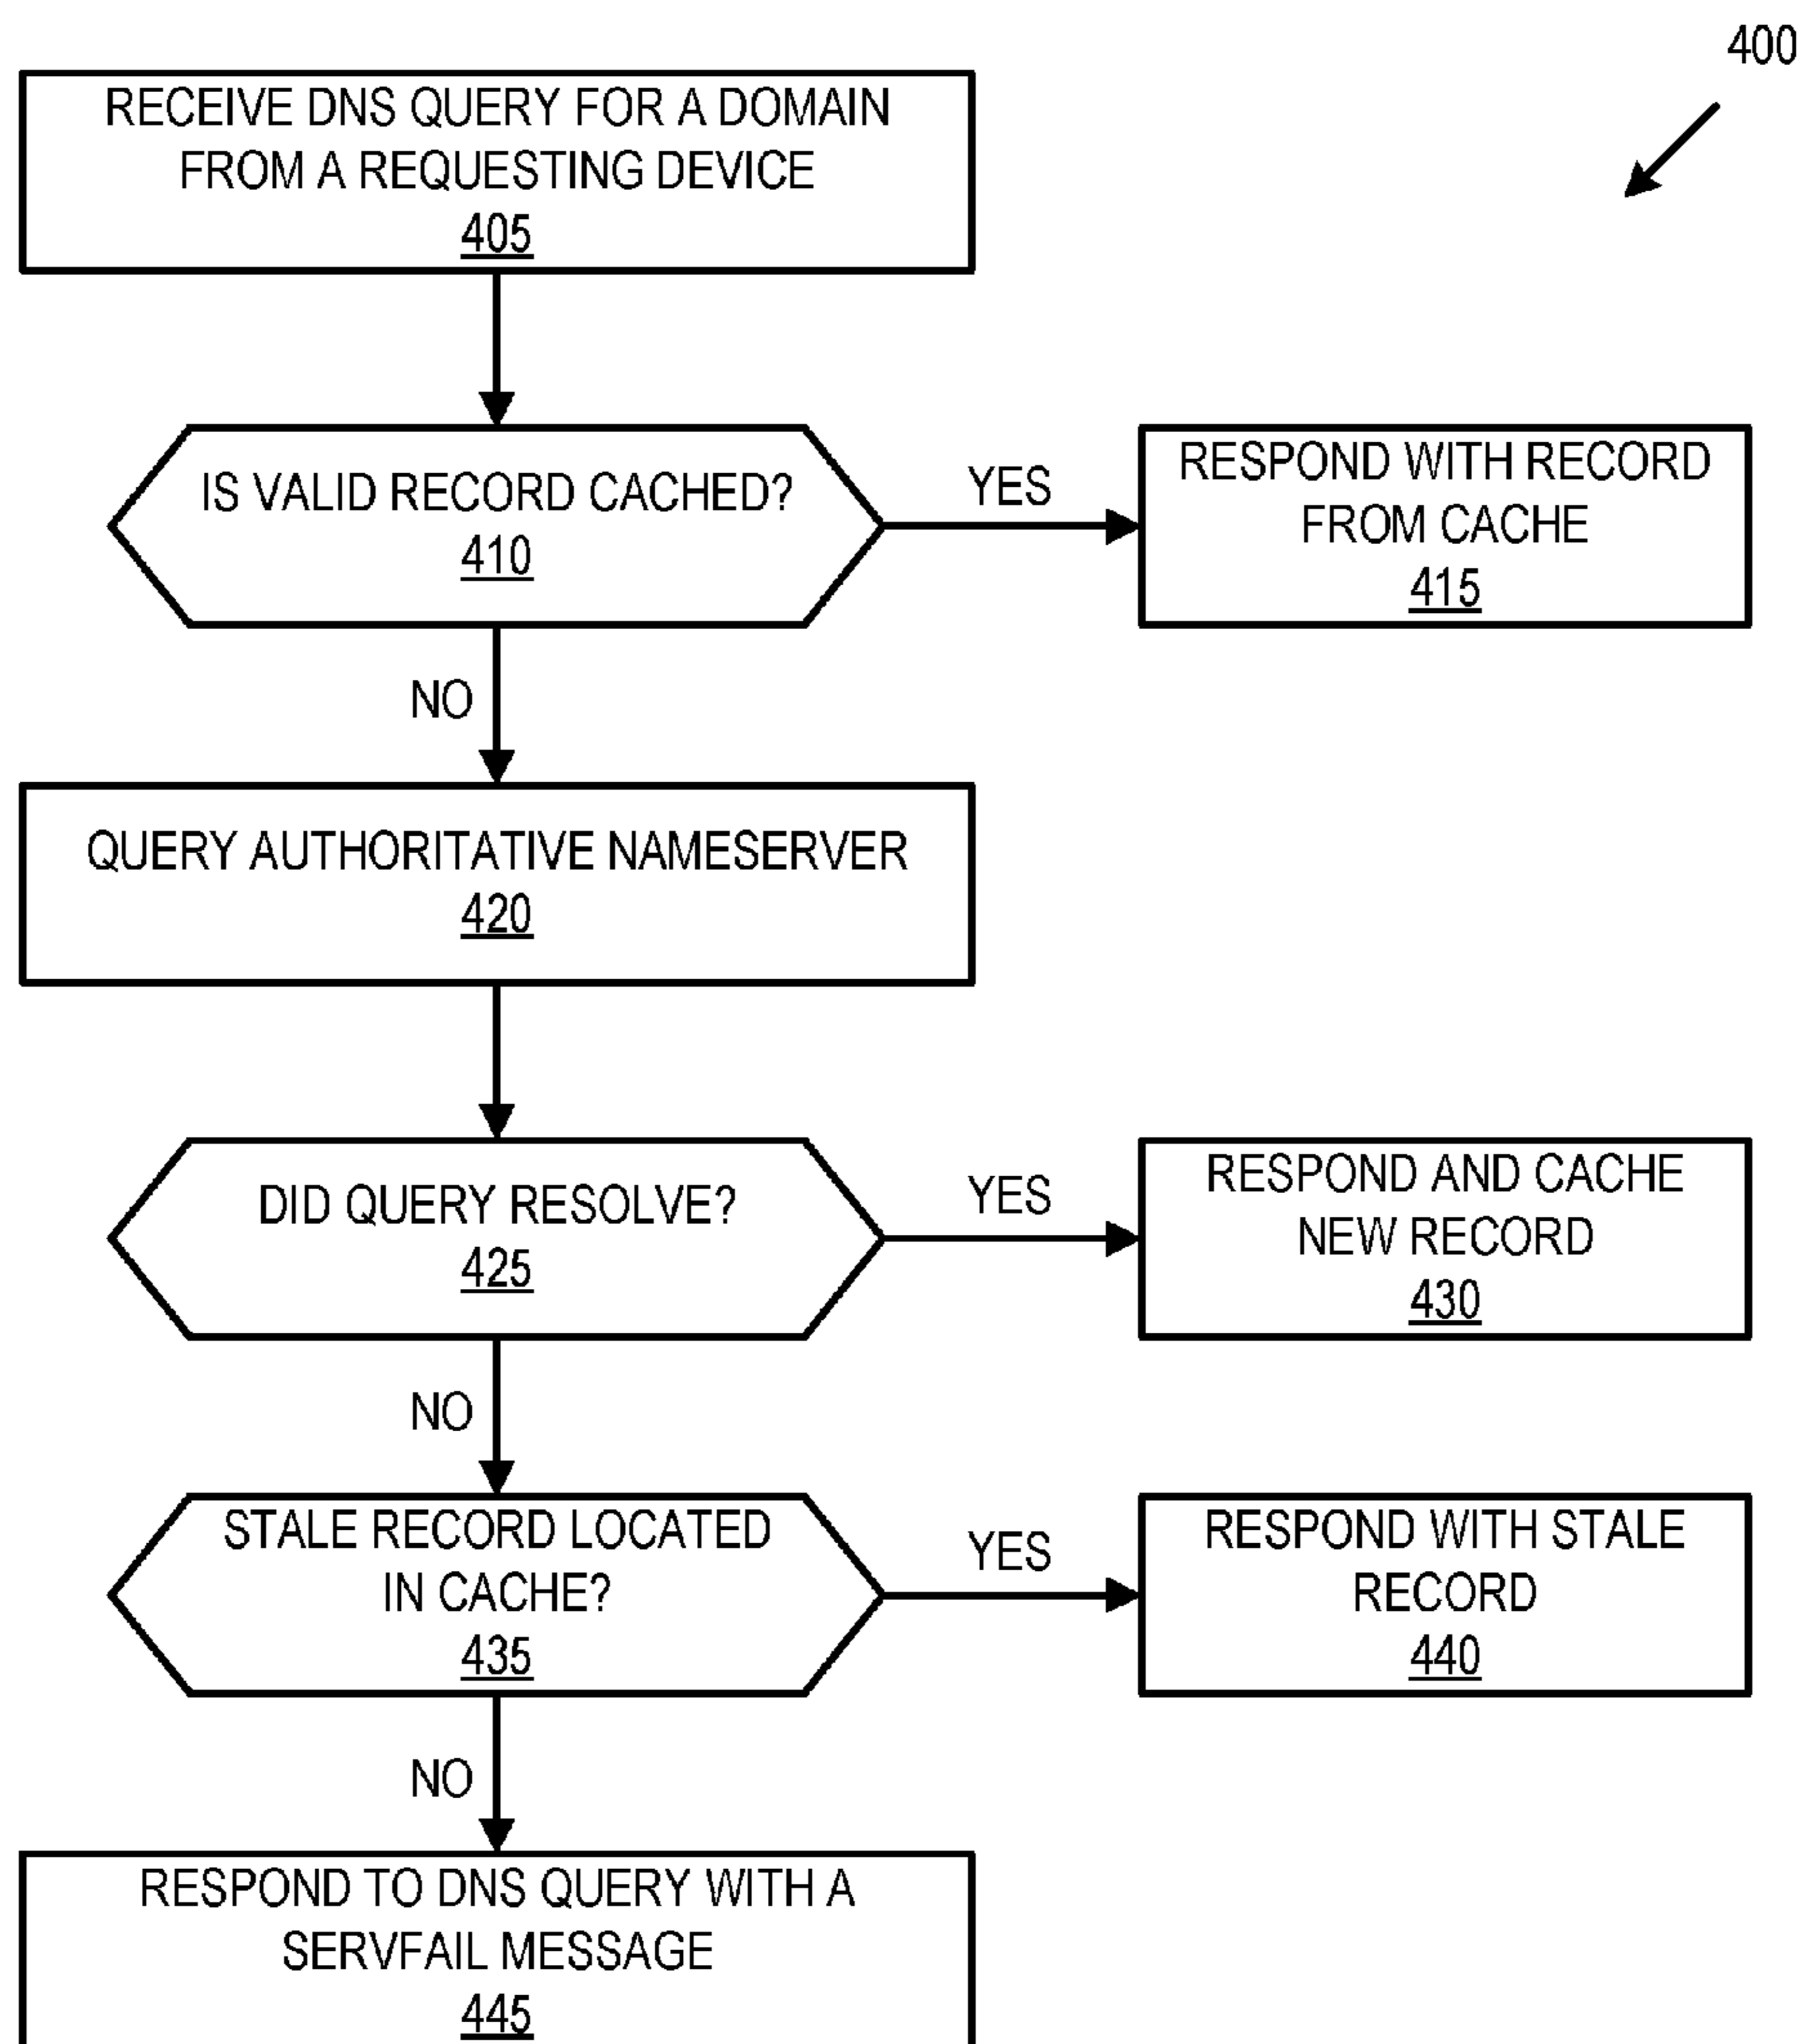 400
RECEIVE DNS QUERY FOR A DOMAIN
FROM A REQUESTING DEVICE
405
IS VALID RECORD CACHED?
410
YES
RESPOND WITH RECORD
FROM CACHE
415
NO
QUERY AUTHORITATIVE NAMESERVER
420
DID QUERY RESOLVE?
425
YES
RESPOND AND CACHE
NEW RECORD
430
NO
STALE RECORD LOCATED
IN CACHE?
435
YES
RESPOND WITH STALE
RECORD
440
NO
RESPOND TO DNS QUERY WITH A
SERVFAIL MESSAGE
445